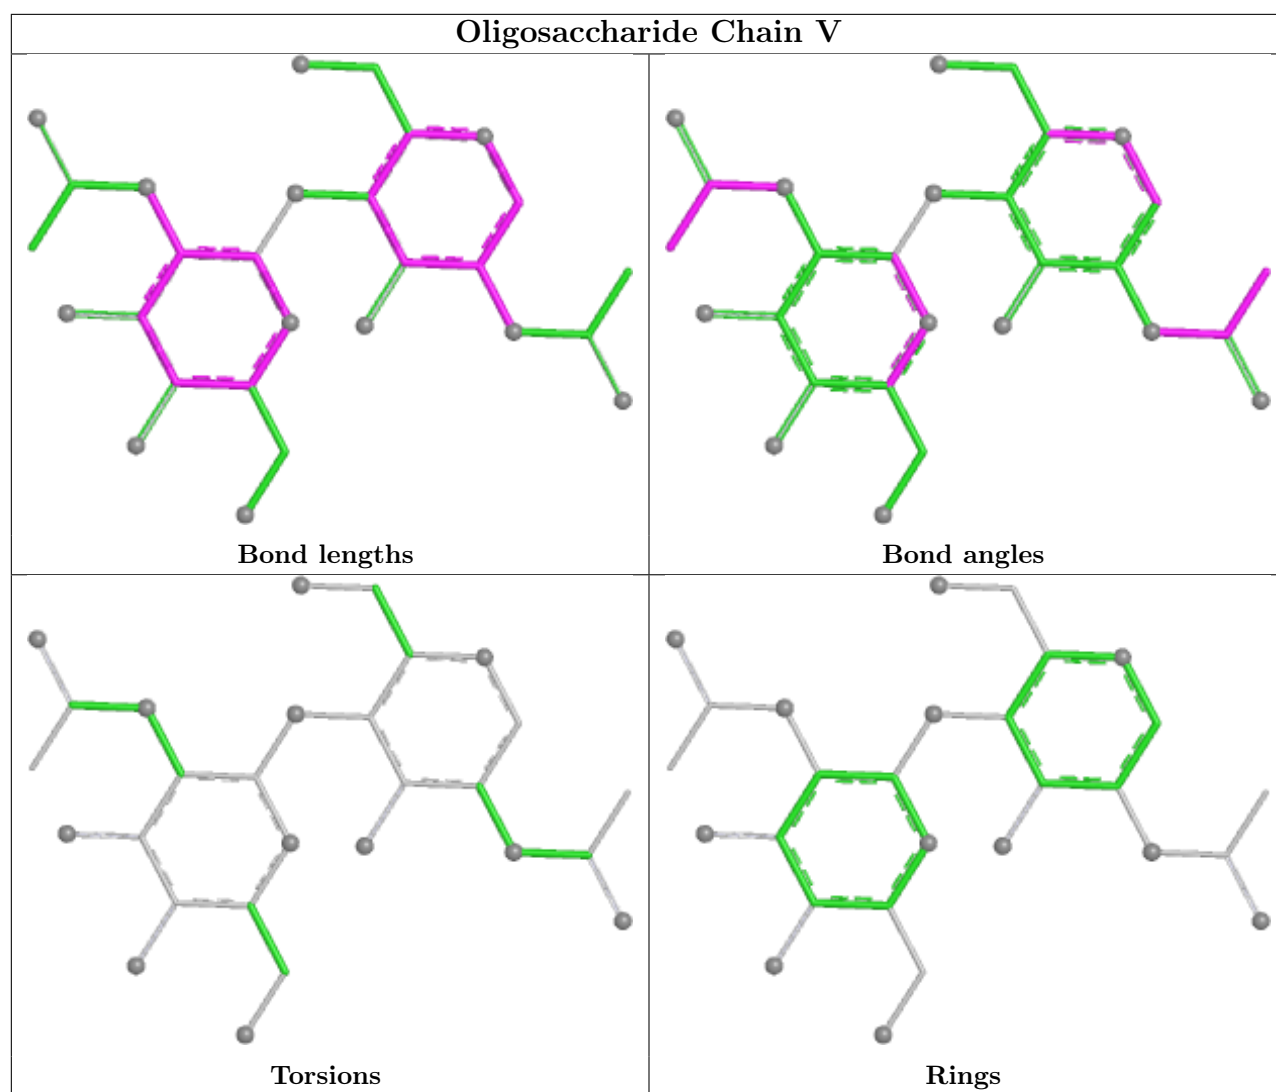 Oligosaccharide Chain V
Bond lengths
Bond angles
Torsions
Rings